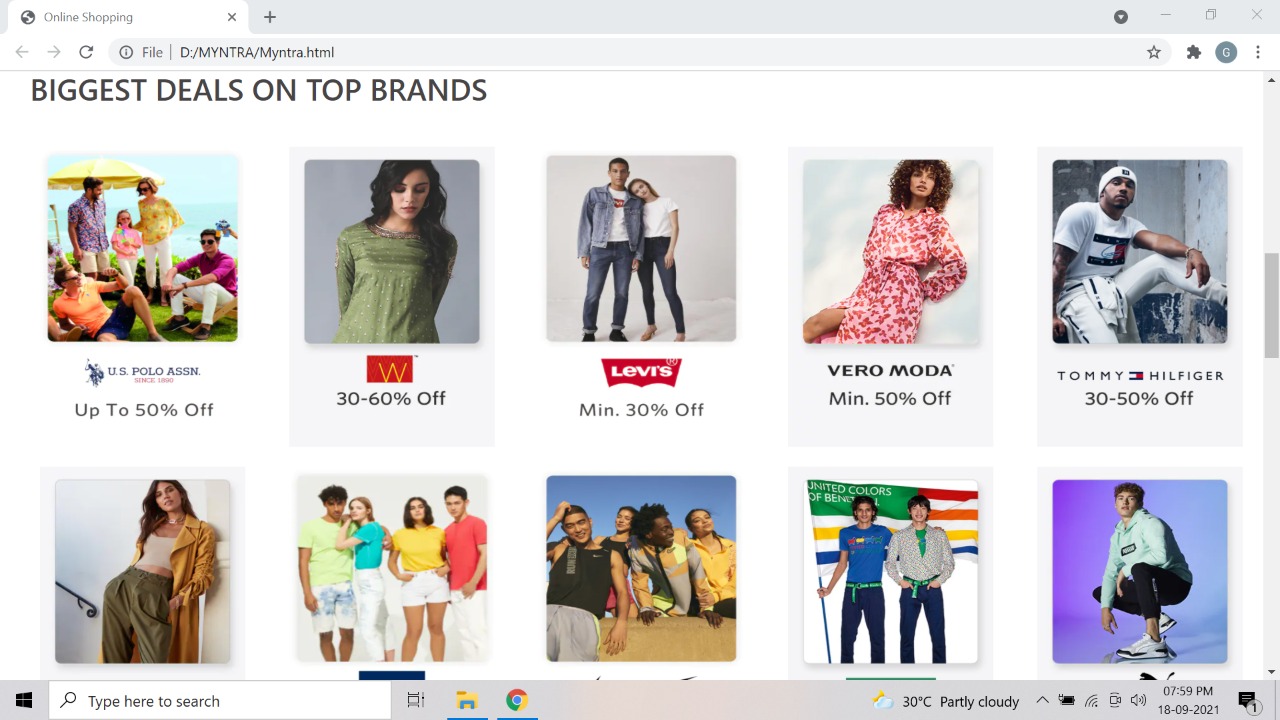 Online Shopping
File
D:/MYNTRA/Myntra.html
G
BIGGEST DEALS ON TOP BRANDS
U.S. POLO ASSN.
SINCE 1890
Up To 50% Off
W
30-60% Off
LEVI'S
Min. 30% Off
VERO MODA
Min. 50% Off
TOMMY HILFIGER
30-50% Off
UNITED COLORS
OF BENETTON.
Type here to search
30°C Partly cloudy
07:59 PM
18-09-2021
1